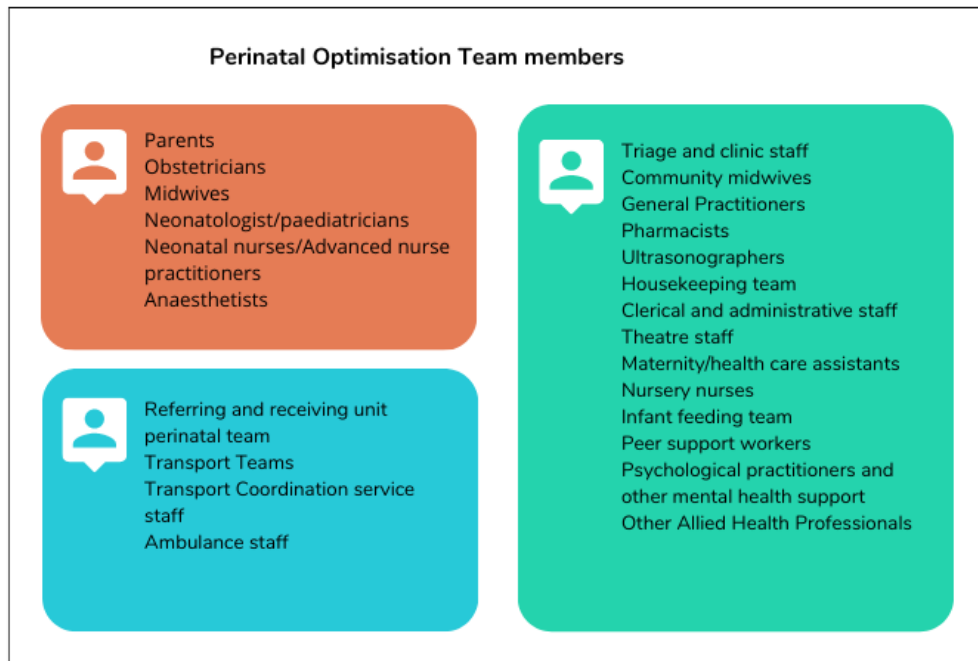 Perinatal Optimisation Team members
Parents
Obstetricians
Midwives
Neonatologist/paediatricians
Neonatal nurses/Advanced nurse
practitioners
Anaesthetists
Referring and receiving unit
perinatal team
Transport Teams
Transport Coordination service
staff
Ambulance staff
Triage and clinic staff
Community midwives
General Practitioners
Pharmacists
Ultrasonographers
Housekeeping team
Clerical and administrative staff
Theatre staff
Maternity/health care assistants
Nursery nurses
Infant feeding team
Peer support workers
Psychological practitioners and
other mental health support
Other Allied Health Professionals